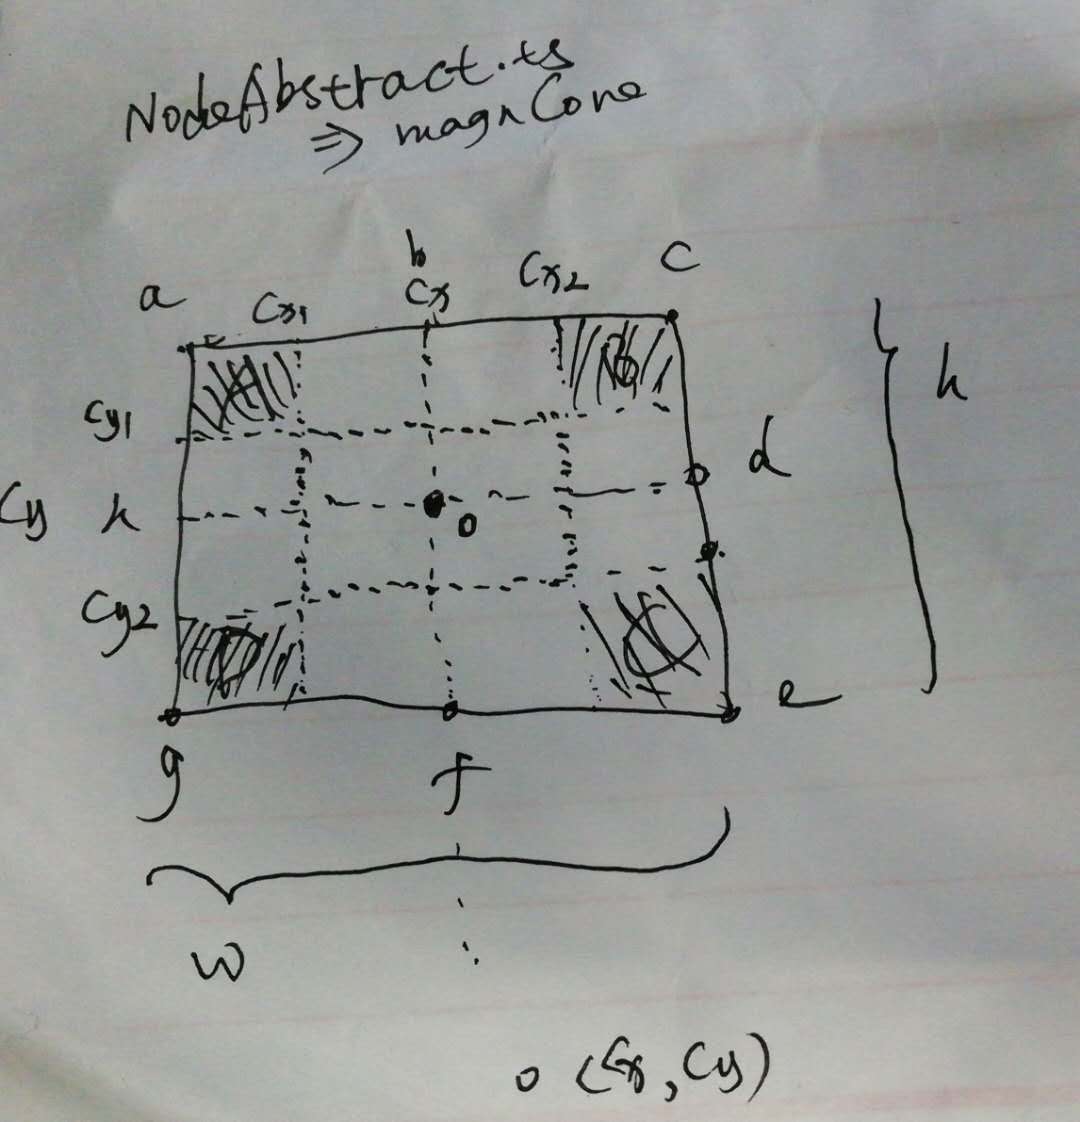 NodeAbstract.ts
⇒ magnCone
b
a Cx1 Cx Cx2 c
Cy1
Cy h o d h
Cy2
e
g f
w
o (Cx, Cy)